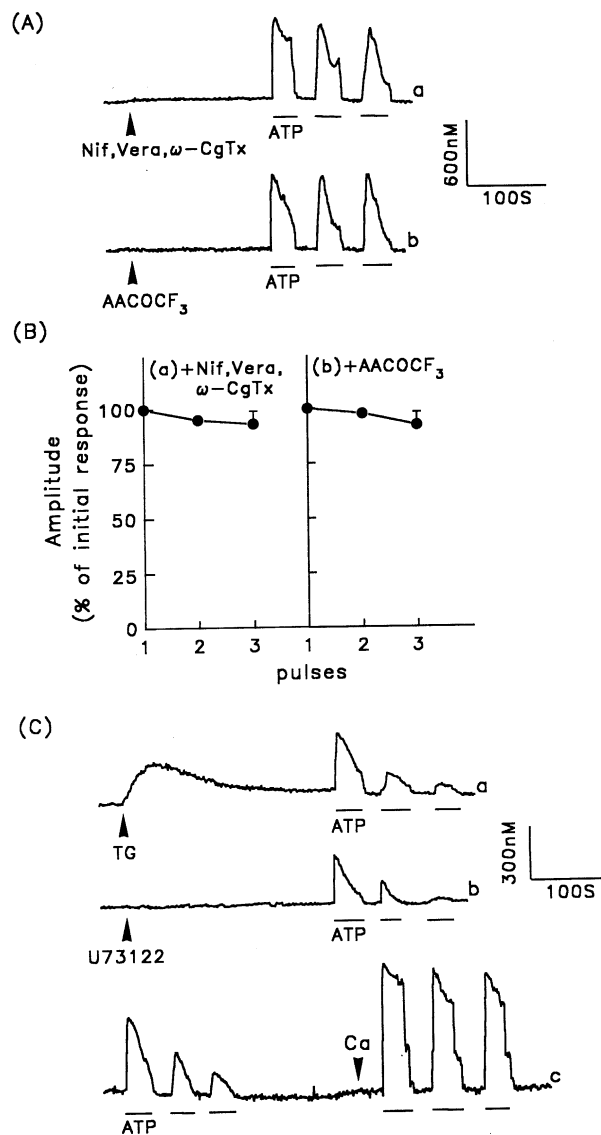 (A)
a
ATP
Nif,Vera,ω-CgTx
600nM
100S
b
ATP
AACOCF3
(B)
(a)+Nif,Vera,
ω-CgTx
(b)+AACOCF3
Amplitude
(% of initial response)
100
75
50
25
0
1 2 3 1 2 3
pulses
(C)
a
ATP
TG
300nM
100S
b
ATP
U73122
Ca
c
ATP